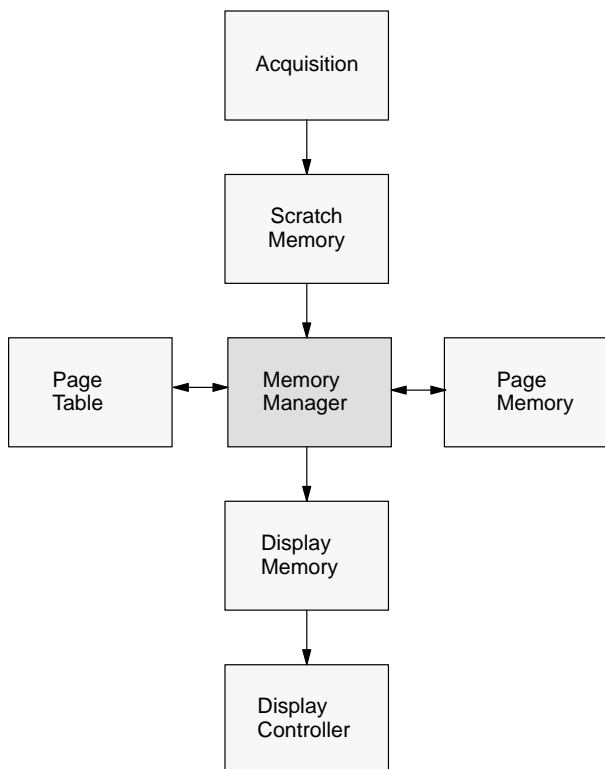 Acquisition
Scratch
Memory
Page
Table
Memory
Manager
Page
Memory
Display
Memory
Display
Controller